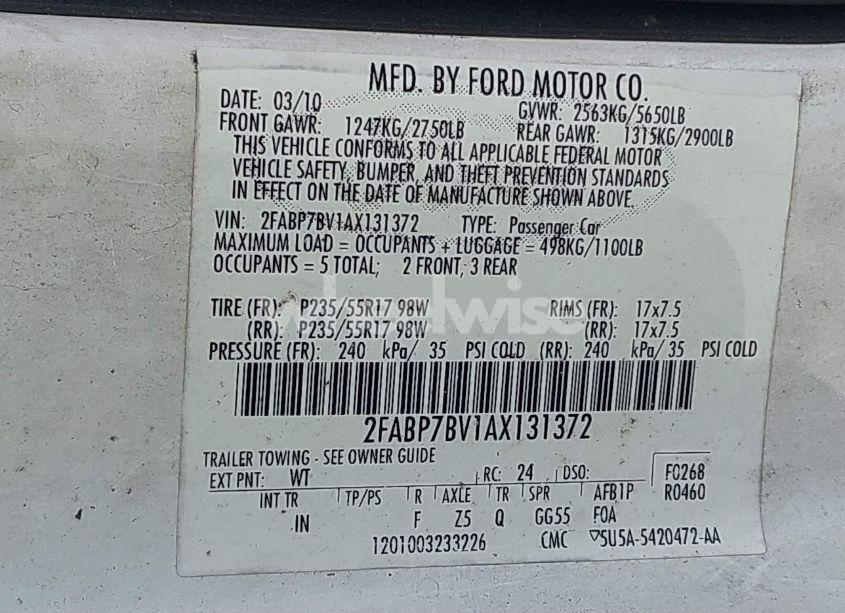 MFD. BY FORD MOTOR CO.
DATE: 03/10 GVWR: 2563KG/5650LB
FRONT GAWR: 1247KG/2750LB REAR GAWR: 1315KG/2900LB
THIS VEHICLE CONFORMS TO ALL APPLICABLE FEDERAL MOTOR
VEHICLE SAFETY, BUMPER, AND THEFT PREVENTION STANDARDS
IN EFFECT ON THE DATE OF MANUFACTURE SHOWN ABOVE.
VIN: 2FABP7BV1AX131372 TYPE: Passenger Car
MAXIMUM LOAD = OCCUPANTS + LUGGAGE = 498KG/1100LB
OCCUPANTS = 5 TOTAL; 2 FRONT, 3 REAR
TIRE (FR): P235/55R17 98W RIMS (FR): 17x7.5
(RR): P235/55R17 98W (RR): 17x7.5
PRESSURE (FR): 240 kPa/ 35 PSI COLD (RR): 240 kPa/ 35 PSI COLD
2FABP7BV1AX131372
TRAILER TOWING - SEE OWNER GUIDE
EXT PNT: WT RC: 24 DSO: FC268
INT TR TP/PS R AXLE TR SPR AFB1P R0460
IN F Z5 Q GG55 FOA
1201003233226 CMC ▽5U5A-5420472-AA